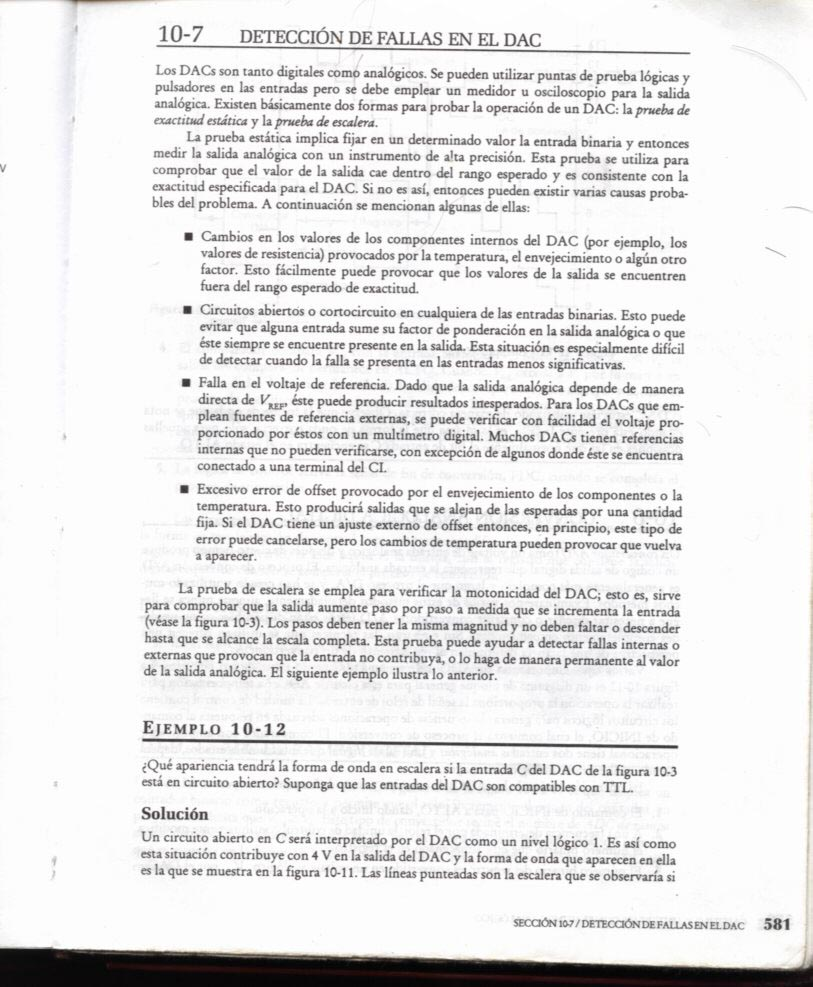 10-7 DETECCIÓN DE FALLAS EN EL DAC
Los DACs son tanto digitales como analógicos. Se pueden utilizar puntas de prueba lógicas y
pulsadores en las entradas pero se debe emplear un medidor u osciloscopio para la salida
analógica. Existen básicamente dos formas para probar la operación de un DAC: la prueba de
exactitud estática y la prueba de escalera.
La prueba estática implica fijar en un determinado valor la entrada binaria y entonces
medir la salida analógica con un instrumento de alta precisión. Esta prueba se utiliza para
comprobar que el valor de la salida cae dentro del rango esperado y es consistente con la
exactitud especificada para el DAC. Si no es así, entonces pueden existir varias causas proba-
bles del problema. A continuación se mencionan algunas de ellas:
■ Cambios en los valores de los componentes internos del DAC (por ejemplo, los
valores de resistencia) provocados por la temperatura, el envejecimiento o algún otro
factor. Esto fácilmente puede provocar que los valores de la salida se encuentren
fuera del rango esperado de exactitud.
■ Circuitos abiertos o cortocircuito en cualquiera de las entradas binarias. Esto puede
evitar que alguna entrada sume su factor de ponderación en la salida analógica o que
éste siempre se encuentre presente en la salida. Esta situación es especialmente difícil
de detectar cuando la falla se presenta en las entradas menos significativas.
■ Falla en el voltaje de referencia. Dado que la salida analógica depende de manera
directa de VREF, éste puede producir resultados inesperados. Para los DACs que em-
plean fuentes de referencia externas, se puede verificar con facilidad el voltaje pro-
porcionado por éstos con un multímetro digital. Muchos DACs tienen referencias
internas que no pueden verificarse, con excepción de algunos donde éste se encuentra
conectado a una terminal del CI.
■ Excesivo error de offset provocado por el envejecimiento de los componentes o la
temperatura. Esto producirá salidas que se alejan de las esperadas por una cantidad
fija. Si el DAC tiene un ajuste externo de offset entonces, en principio, este tipo de
error puede cancelarse, pero los cambios de temperatura pueden provocar que vuelva
a aparecer.
La prueba de escalera se emplea para verificar la motonicidad del DAC; esto es, sirve
para comprobar que la salida aumente paso por paso a medida que se incrementa la entrada
(véase la figura 10-3). Los pasos deben tener la misma magnitud y no deben faltar o descender
hasta que se alcance la escala completa. Esta prueba puede ayudar a detectar fallas internas o
externas que provocan que la entrada no contribuya, o lo haga de manera permanente al valor
de la salida analógica. El siguiente ejemplo ilustra lo anterior.
EJEMPLO 10-12
¿Qué apariencia tendrá la forma de onda en escalera si la entrada C del DAC de la figura 10-3
está en circuito abierto? Suponga que las entradas del DAC son compatibles con TTL.
Solución
Un circuito abierto en C será interpretado por el DAC como un nivel lógico 1. Es así como
esta situación contribuye con 4 V en la salida del DAC y la forma de onda que aparecen en ella
es la que se muestra en la figura 10-11. Las líneas punteadas son la escalera que se observaría si
SECCIÓN 10-7 / DETECCIÓN DE FALLAS EN EL DAC 581